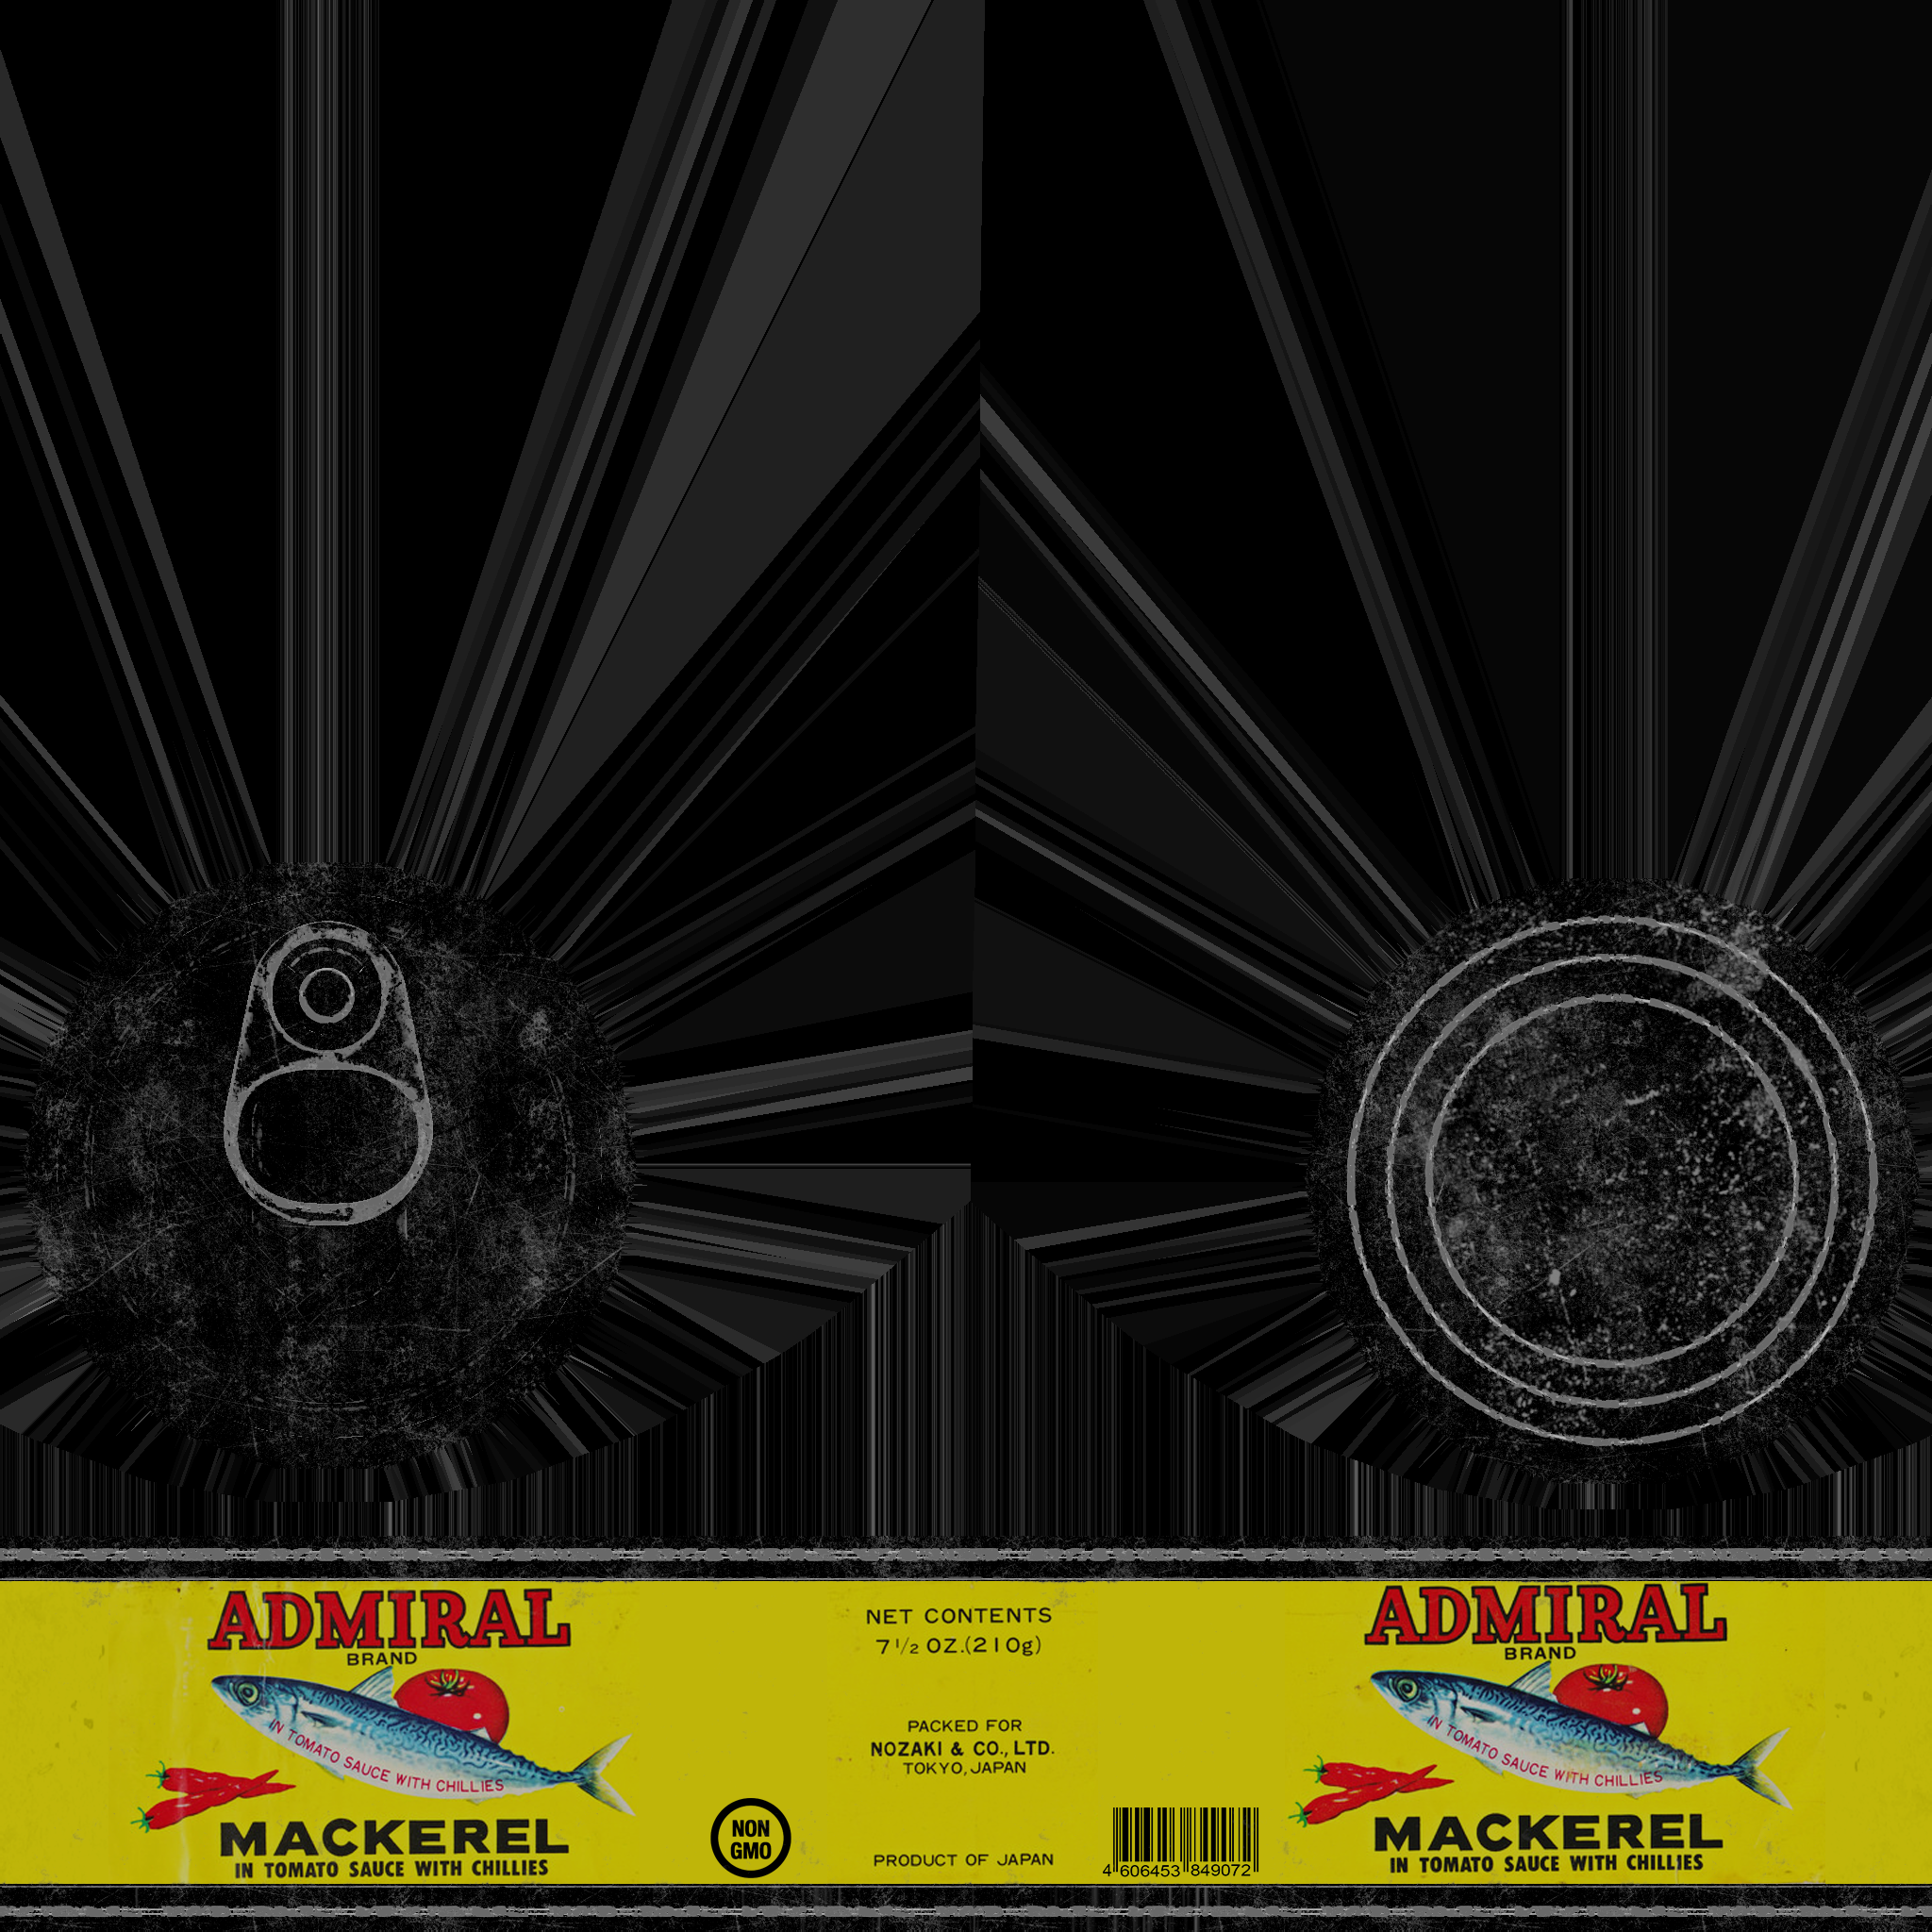 ADMIRAL
BRAND
IN TOMATO SAUCE WITH CHILLIES
MACKEREL
IN TOMATO SAUCE WITH CHILLIES
NON
GMO
NET CONTENTS
7 1/2 OZ.(210g)
PACKED FOR
NOZAKI & CO., LTD.
TOKYO, JAPAN
PRODUCT OF JAPAN
4 606453 849072
ADMIRAL
BRAND
IN TOMATO SAUCE WITH CHILLIES
MACKEREL
IN TOMATO SAUCE WITH CHILLIES